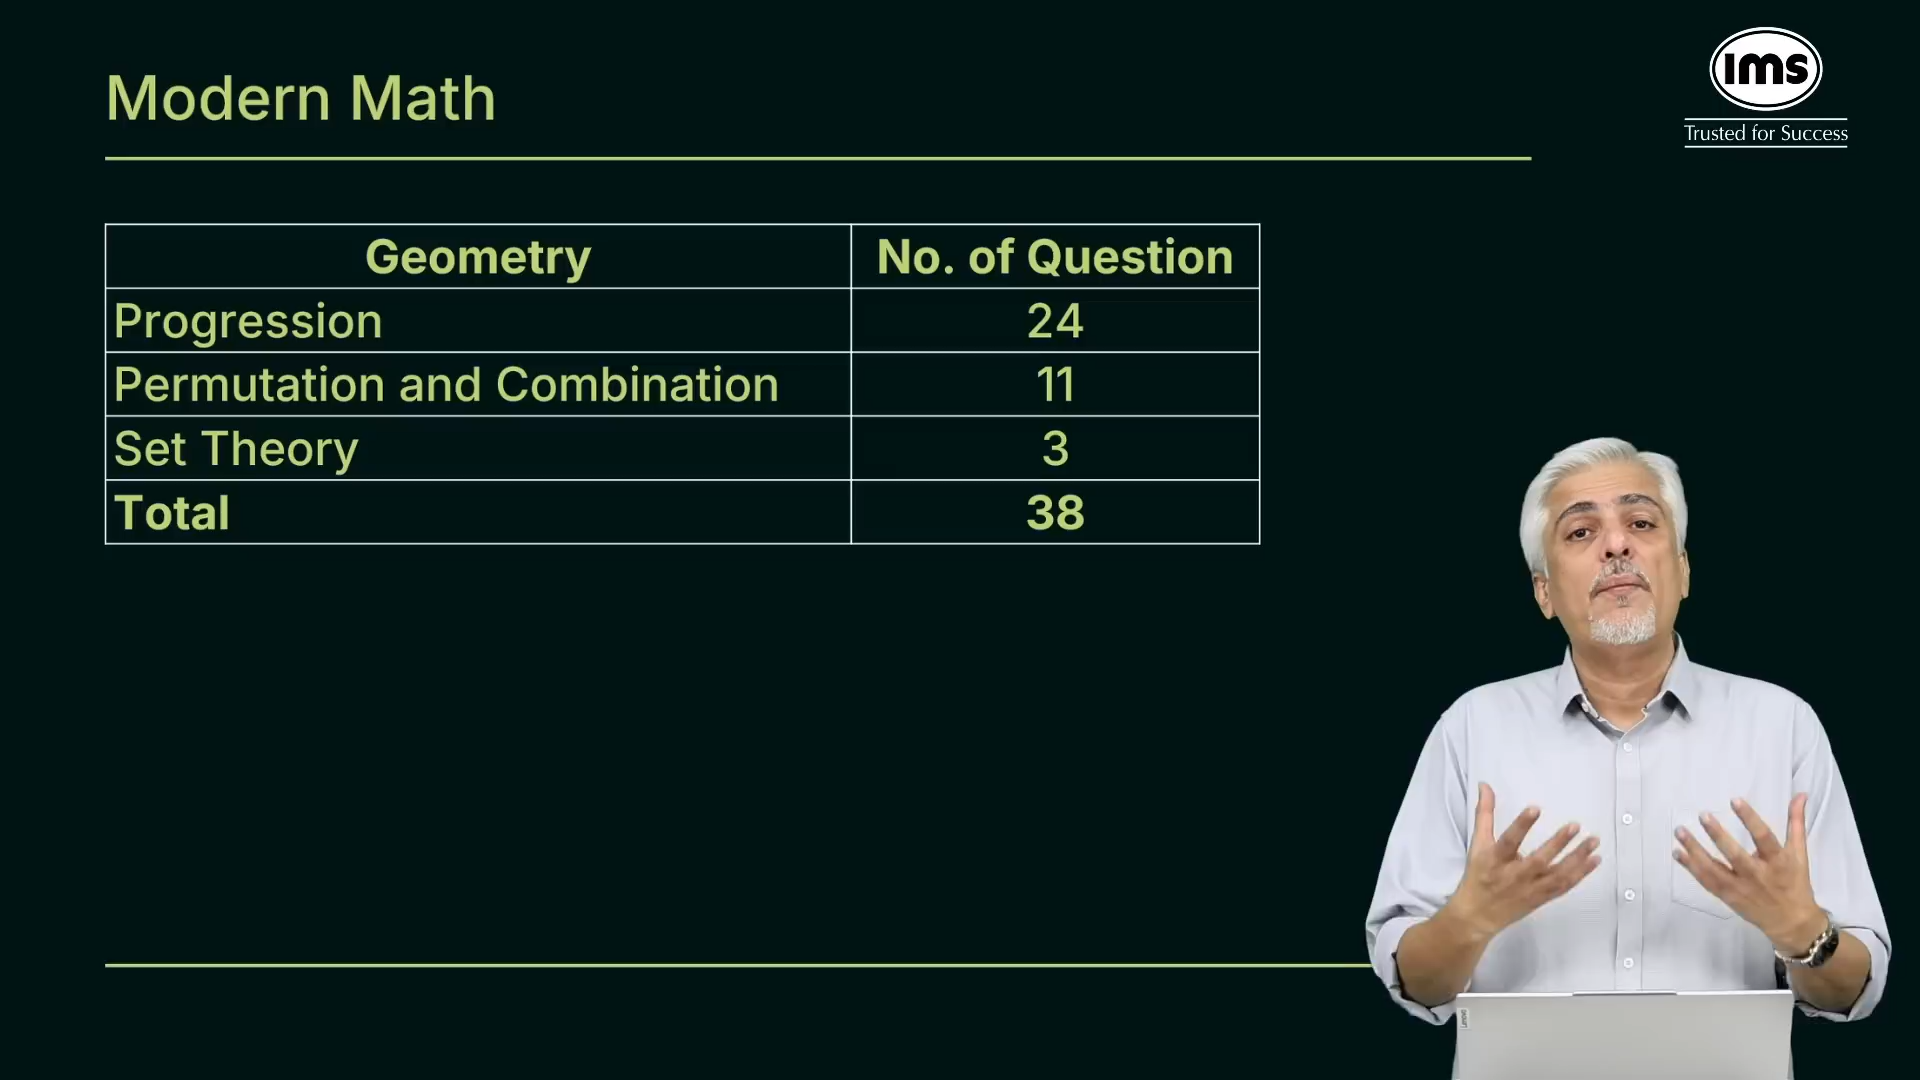 Modern Math
ims
Trusted for Success
Geometry No. of Question
Progression 24
Permutation and Combination 11
Set Theory 3
Total 38
Lenovo